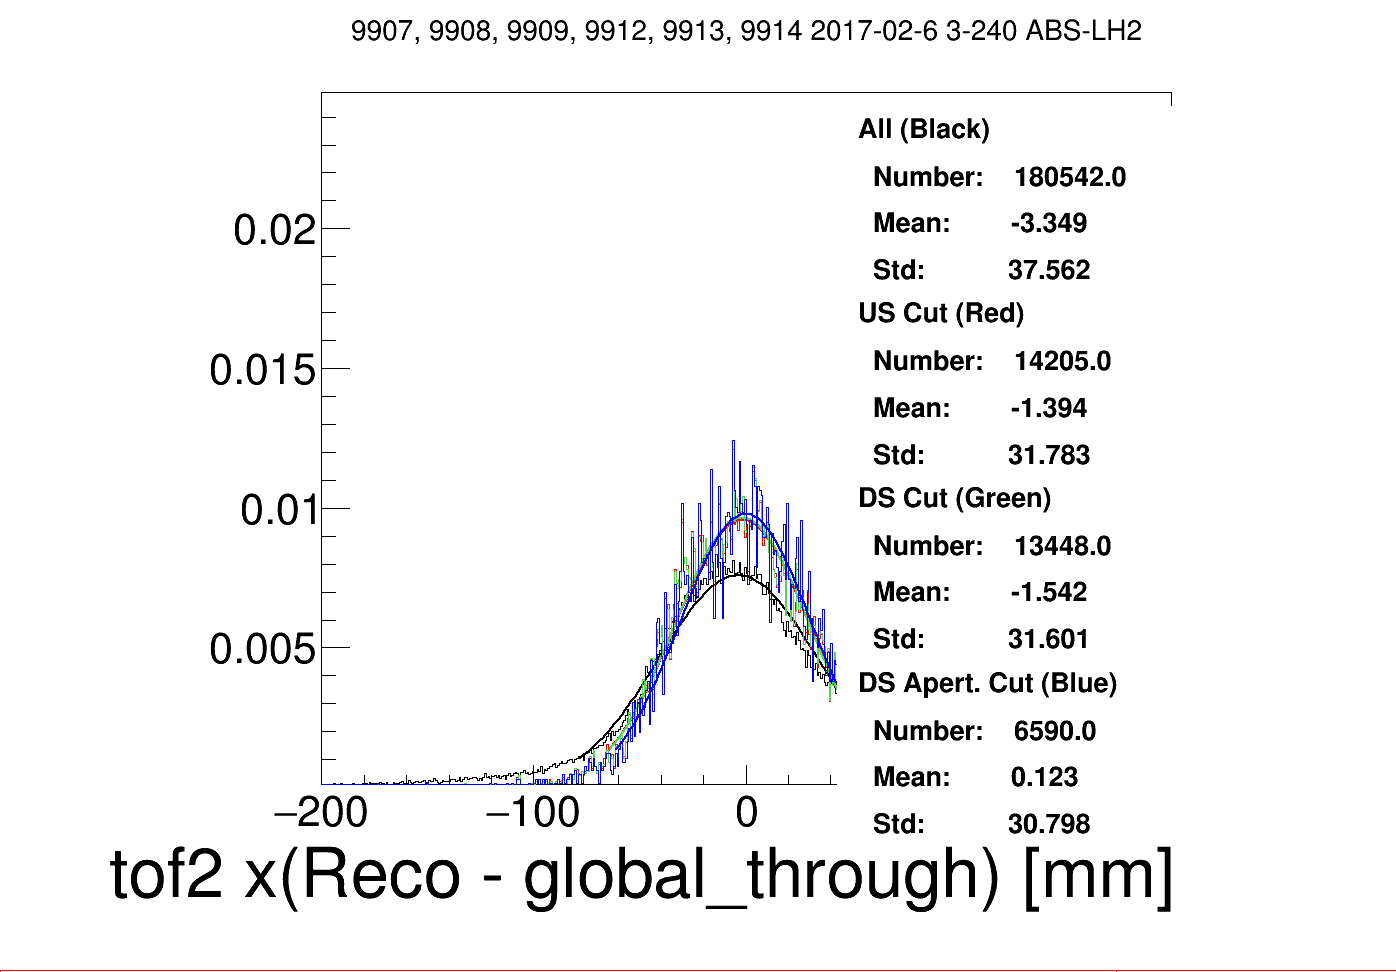 9907, 9908, 9909, 9912, 9913, 9914 2017-02-6 3-240 ABS-LH2
All (Black)
Number: 180542.0
Mean: -3.349
Std: 37.562
US Cut (Red)
Number: 14205.0
Mean: -1.394
Std: 31.783
DS Cut (Green)
Number: 13448.0
Mean: -1.542
Std: 31.601
DS Apert. Cut (Blue)
Number: 6590.0
Mean: 0.123
Std: 30.798
0.02
0.015
0.01
0.005
−200 −100 0
tof2 x(Reco - global_through) [mm]